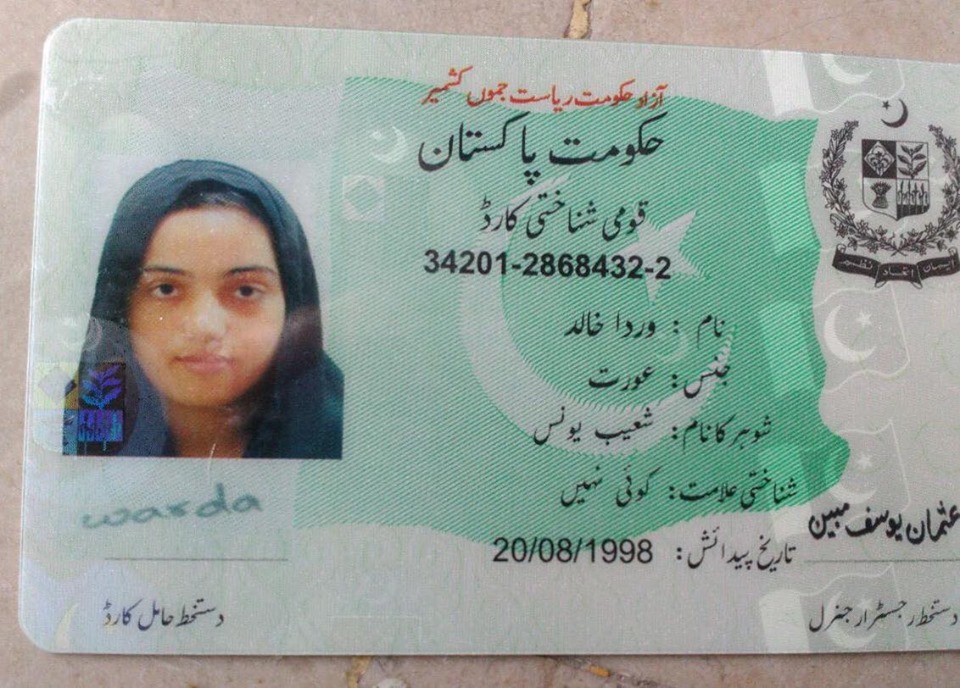 آزاد حکومت ریاست جموں کشمیر
حکومت پاکستان
قومی شناختی کارڈ
34201-2868432-2
نام : وردا خالد
جنس: عورت
شوہر کا نام: شعیب یونس
شناختی علامت: کوئی نہیں
تاریخ پیدائش: 20/08/1998
ایمان اتحاد نظم
warda
عثمان یوسف مبین
دستخط حامل کارڈ
دستخط رجسٹرار جنرل